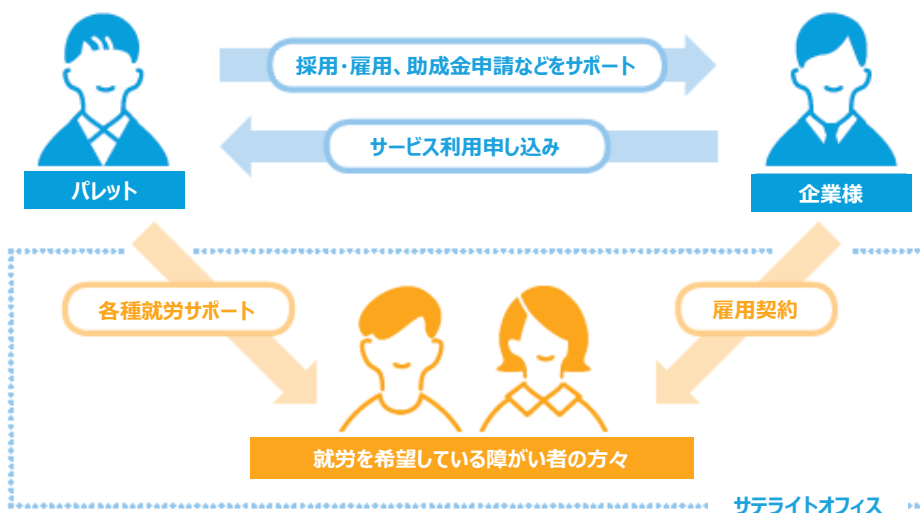 採用・雇用、助成金申請などをサポート
サービス利用申し込み
パレット
企業様
各種就労サポート
雇用契約
就労を希望している障がい者の方々
サテライトオフィス